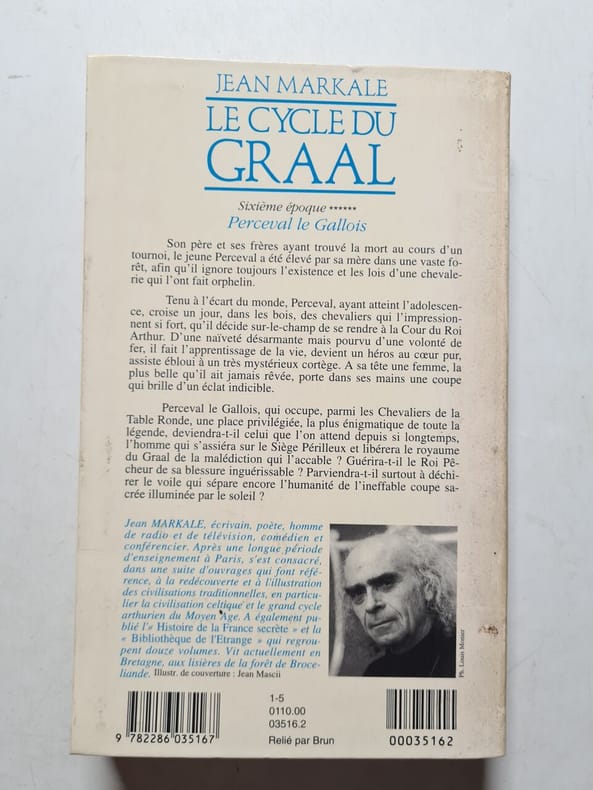 JEAN MARKALE
LE CYCLE DU
GRAAL
Sixième époque ******
Perceval le Gallois
Son père et ses frères ayant trouvé la mort au cours d'un
tournoi, le jeune Perceval a été élevé par sa mère dans une vaste fo-
rêt, afin qu'il ignore toujours l'existence et les lois d'une chevale-
rie qui l'ont fait orphelin.
Tenu à l'écart du monde, Perceval, ayant atteint l'adolescen-
ce, croise un jour, dans les bois, des chevaliers qui l'impression-
nent si fort, qu'il décide sur-le-champ de se rendre à la Cour du Roi
Arthur. D'une naïveté désarmante mais pourvu d'une volonté de
fer, il fait l'apprentissage de la vie, devient un héros au cœur pur,
assiste ébloui à un très mystérieux cortège. A sa tête une femme, la
plus belle qu'il ait jamais rêvée, porte dans ses mains une coupe
qui brille d'un éclat indicible.
Perceval le Gallois, qui occupe, parmi les Chevaliers de la
Table Ronde, une place privilégiée, la plus énigmatique de toute la
légende, deviendra-t-il celui que l'on attend depuis si longtemps,
l'homme qui s'assiéra sur le Siège Périlleux et libérera le royaume
du Graal de la malédiction qui l'accable ? Guérira-t-il le Roi Pê-
cheur de sa blessure inguérissable ? Parviendra-t-il surtout à déchi-
rer le voile qui sépare encore l'humanité de l'ineffable coupe sa-
crée illuminée par le soleil ?
Jean MARKALE, écrivain, poète, homme
de radio et de télévision, comédien et
conférencier. Après une longue période
d'enseignement à Paris, s'est consacré,
dans une suite d'ouvrages qui font réfé-
rence, à la redécouverte et à l'illustration
des civilisations traditionnelles, en particu-
lier la civilisation celtique et le grand cycle
arthurien du Moyen Age. A également pu-
blié l'« Histoire de la France secrète » et la
« Bibliothèque de l'Etrange » qui regrou-
pent douze volumes. Vit actuellement en
Bretagne, aux lisières de la forêt de Broce-
liande. Illustr. de couverture : Jean Mascii
Ph. Louis Monier
9 782286 035167
1-5
0110.00
03516.2
Relié par Brun
00035162